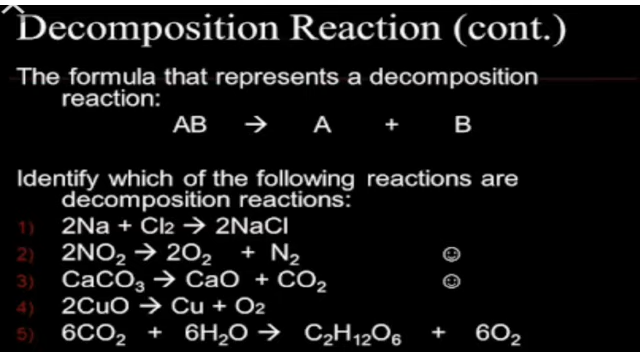 Decomposition Reaction (cont.)
The formula that represents a decomposition
reaction:
AB → A + B
Identify which of the following reactions are
decomposition reactions:
1) 2Na + Cl2 → 2NaCl
2) 2NO₂ → 2O₂ + N₂ ☺
3) CaCO₃ → CaO + CO₂ ☺
4) 2CuO → Cu + O2
5) 6CO₂ + 6H₂O → C₂H₁₂O₆ + 6O₂